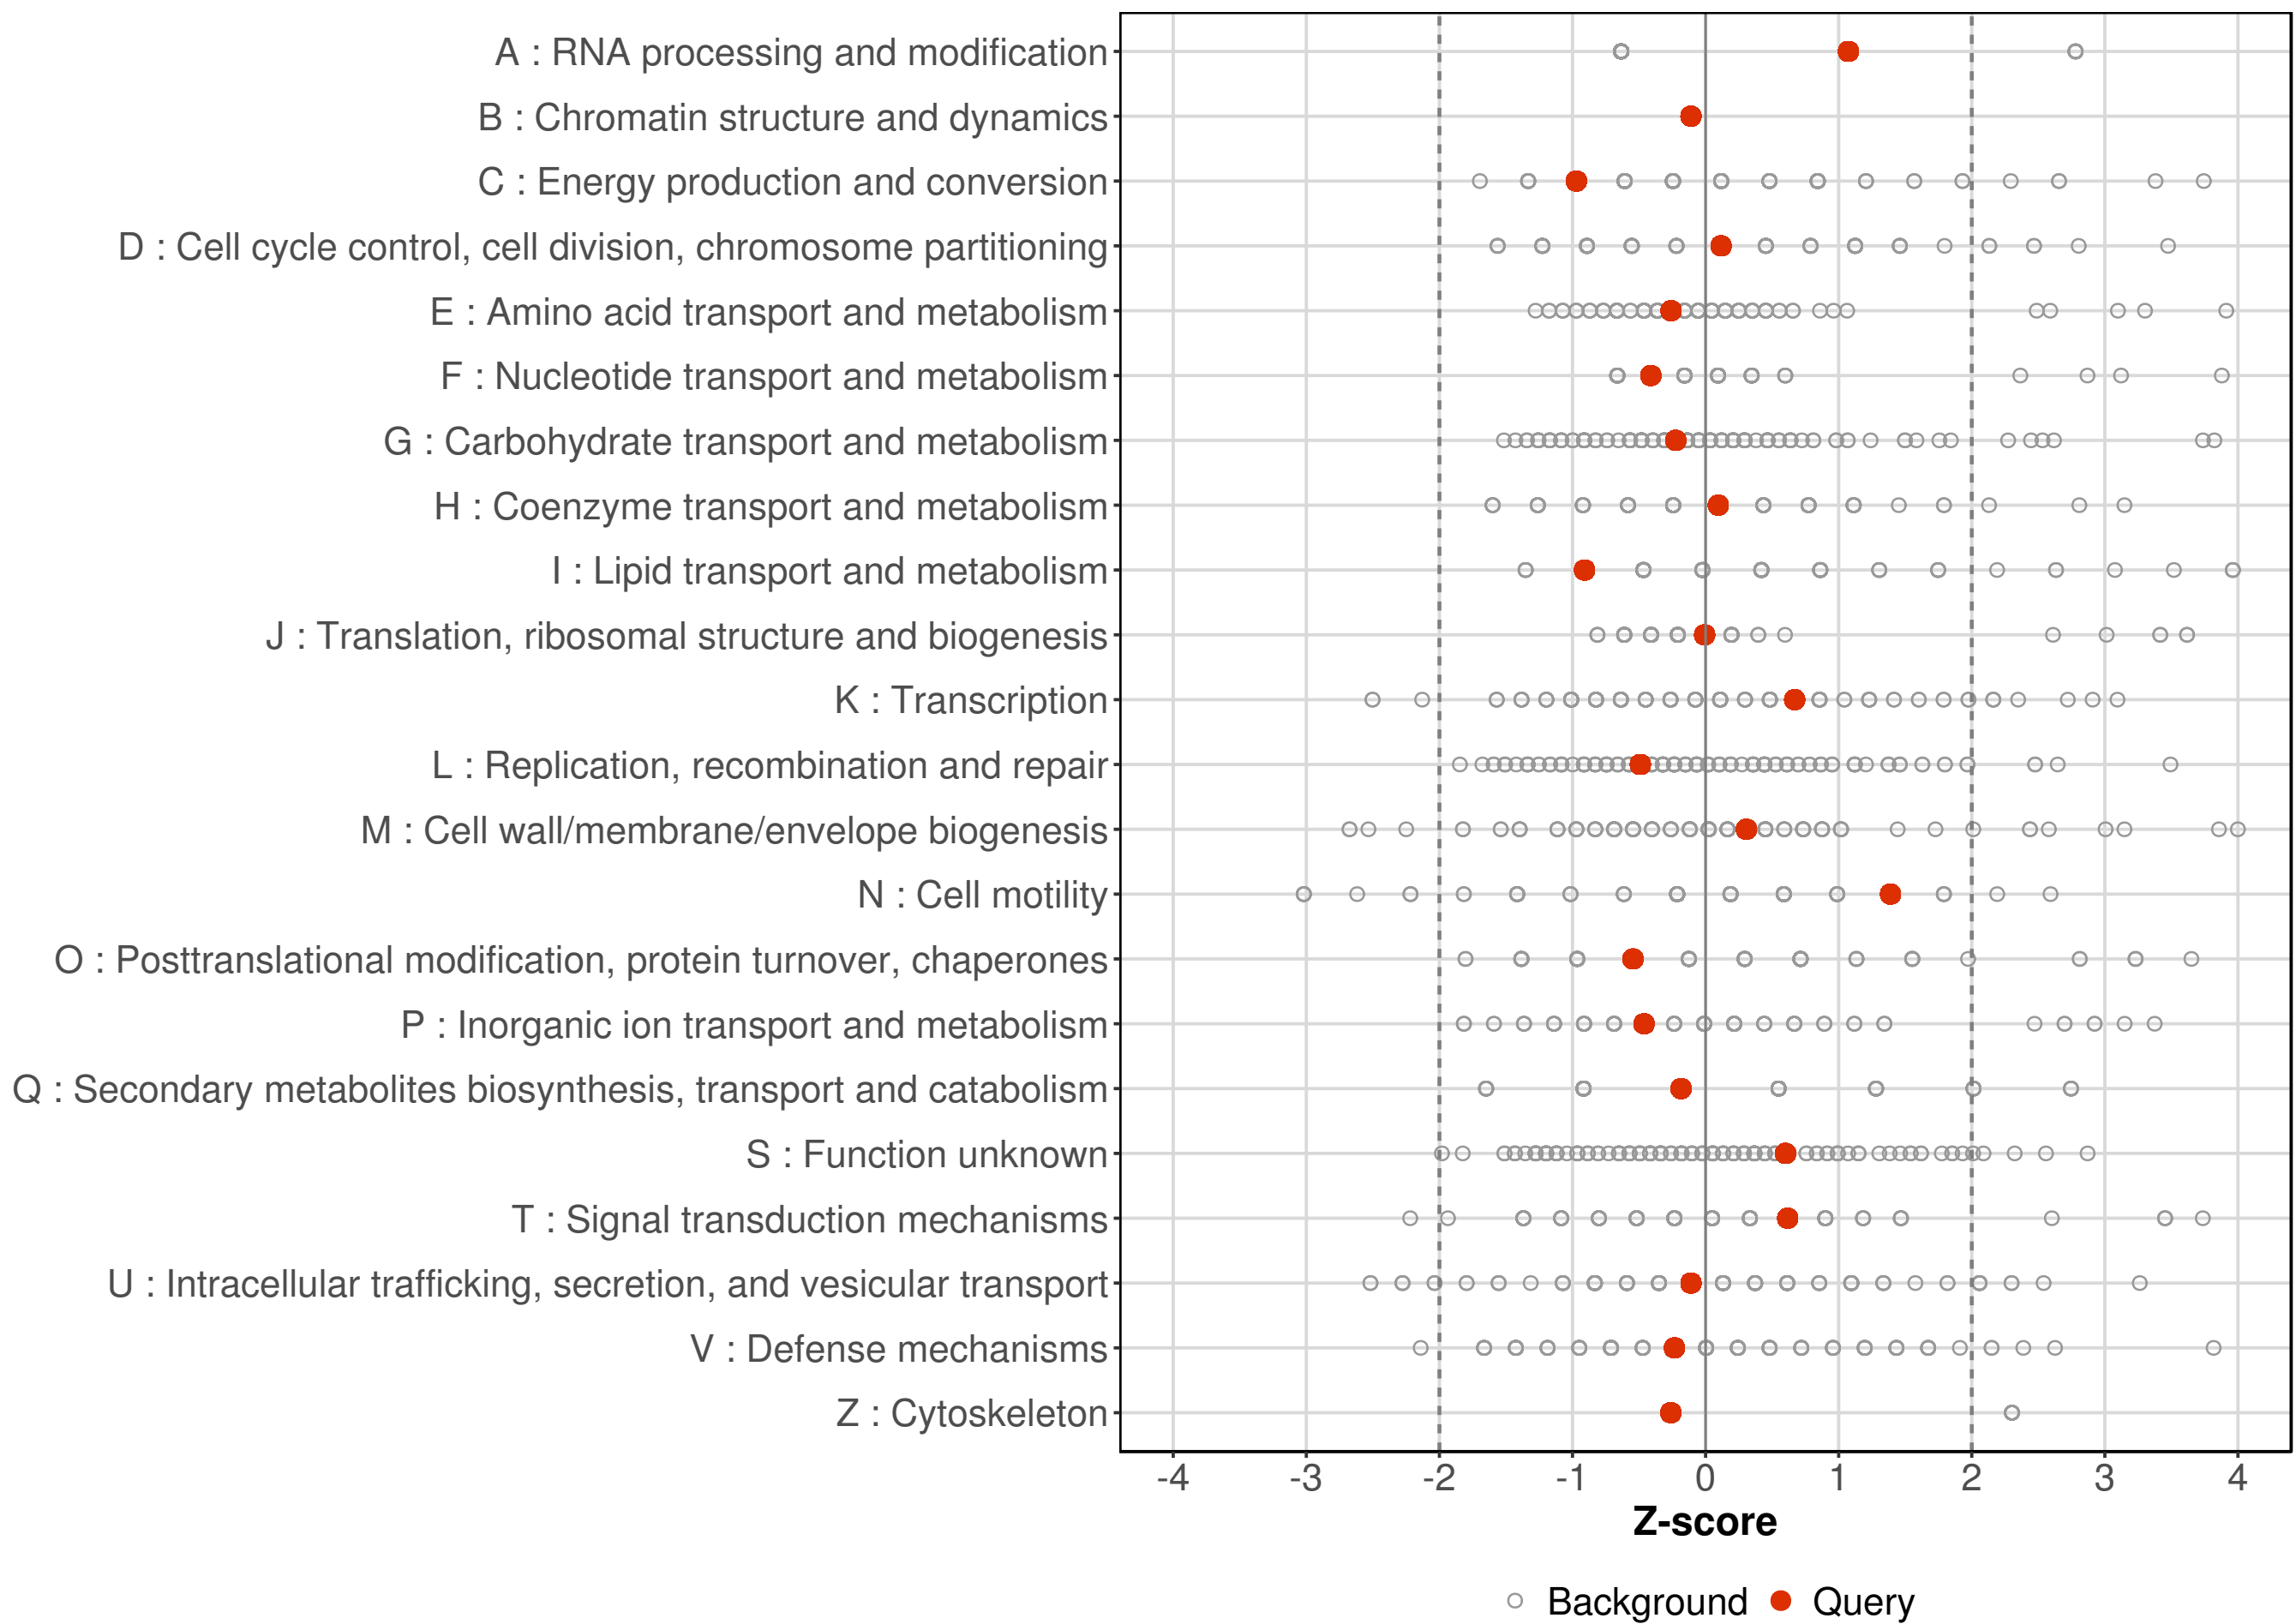 A : RNA processing and modification
B : Chromatin structure and dynamics
C : Energy production and conversion
D : Cell cycle control, cell division, chromosome partitioning
E : Amino acid transport and metabolism
F : Nucleotide transport and metabolism
G : Carbohydrate transport and metabolism
H : Coenzyme transport and metabolism
I : Lipid transport and metabolism
J : Translation, ribosomal structure and biogenesis
K : Transcription
L : Replication, recombination and repair
M : Cell wall/membrane/envelope biogenesis
N : Cell motility
O : Posttranslational modification, protein turnover, chaperones
P : Inorganic ion transport and metabolism
Q : Secondary metabolites biosynthesis, transport and catabolism
S : Function unknown
T : Signal transduction mechanisms
U : Intracellular trafficking, secretion, and vesicular transport
V : Defense mechanisms
Z : Cytoskeleton
-4 -3 -2 -1 0 1 2 3 4
Z-score
Background Query